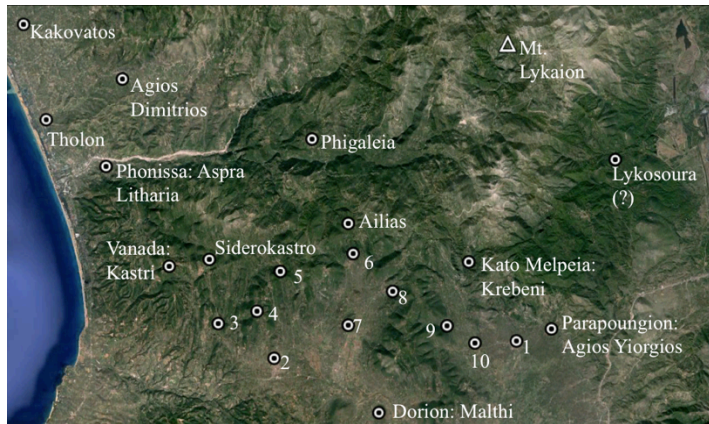 Kakovatos
Mt.
Lykaion
Agios
Dimitrios
Tholon
Phigaleia
Phonissa: Aspra
Litharia
Lykosoura
(?)
Ailias
Vanada:
Kastri
Siderokastro
6
5
Kato Melpeia:
Krebeni
8
4
3
7
9
10
1
Parapoungion:
Agios Yiorgios
2
Dorion: Malthi